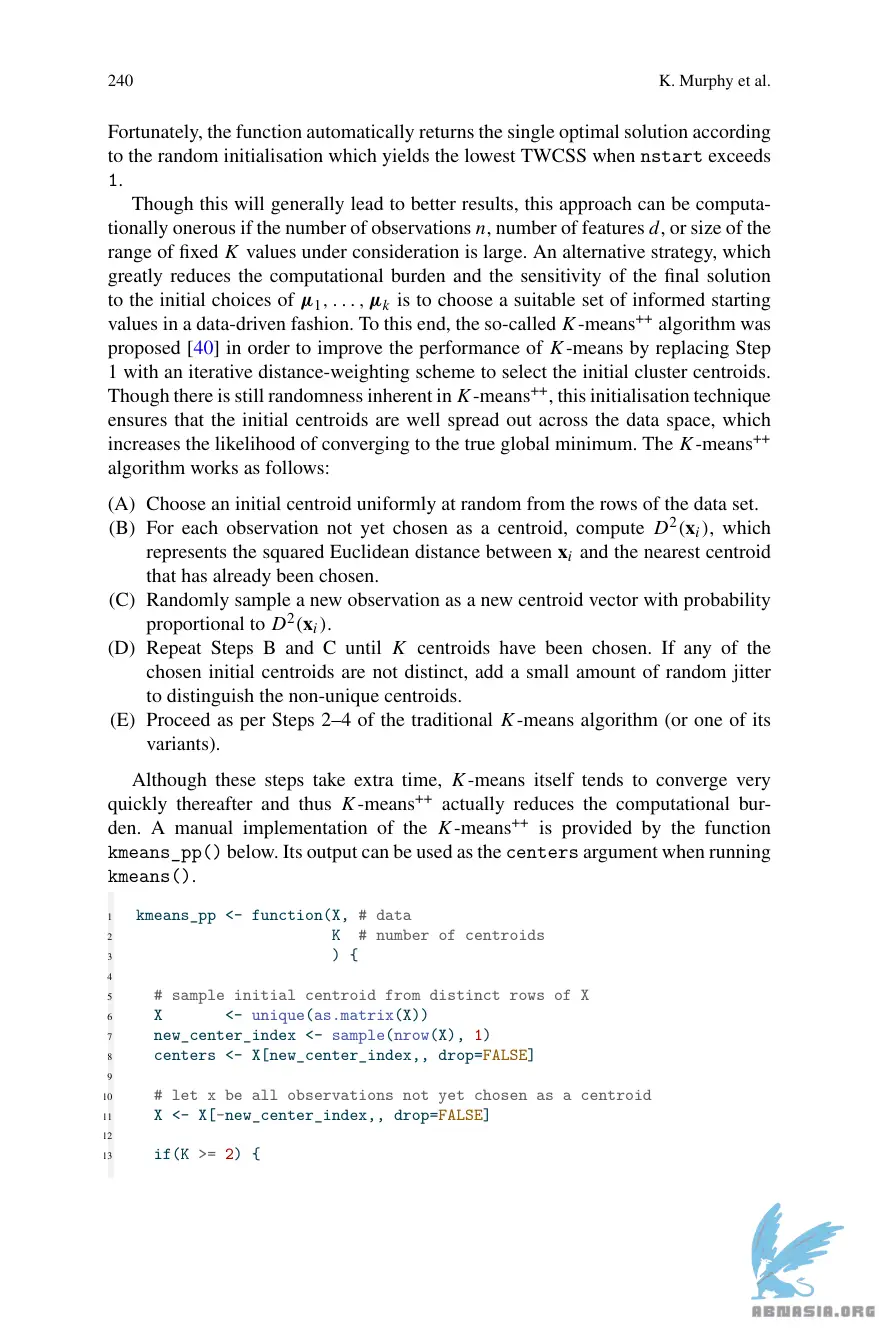 240 K. Murphy et al.
Fortunately, the function automatically returns the single optimal solution according
to the random initialisation which yields the lowest TWCSS when nstart exceeds
1.
Though this will generally lead to better results, this approach can be computa-
tionally onerous if the number of observations n, number of features d, or size of the
range of fixed K values under consideration is large. An alternative strategy, which
greatly reduces the computational burden and the sensitivity of the final solution
to the initial choices of μ₁, . . . , μₖ is to choose a suitable set of informed starting
values in a data-driven fashion. To this end, the so-called K-means⁺⁺ algorithm was
proposed [40] in order to improve the performance of K-means by replacing Step
1 with an iterative distance-weighting scheme to select the initial cluster centroids.
Though there is still randomness inherent in K-means⁺⁺, this initialisation technique
ensures that the initial centroids are well spread out across the data space, which
increases the likelihood of converging to the true global minimum. The K-means⁺⁺
algorithm works as follows:
(A) Choose an initial centroid uniformly at random from the rows of the data set.
(B) For each observation not yet chosen as a centroid, compute D²(xᵢ), which
represents the squared Euclidean distance between xᵢ and the nearest centroid
that has already been chosen.
(C) Randomly sample a new observation as a new centroid vector with probability
proportional to D²(xᵢ).
(D) Repeat Steps B and C until K centroids have been chosen. If any of the
chosen initial centroids are not distinct, add a small amount of random jitter
to distinguish the non-unique centroids.
(E) Proceed as per Steps 2–4 of the traditional K-means algorithm (or one of its
variants).
Although these steps take extra time, K-means itself tends to converge very
quickly thereafter and thus K-means⁺⁺ actually reduces the computational bur-
den. A manual implementation of the K-means⁺⁺ is provided by the function
kmeans_pp() below. Its output can be used as the centers argument when running
kmeans().
1 kmeans_pp <- function(X, # data
2 K # number of centroids
3 ) {
4
5 # sample initial centroid from distinct rows of X
6 X <- unique(as.matrix(X))
7 new_center_index <- sample(nrow(X), 1)
8 centers <- X[new_center_index,, drop=FALSE]
9
10 # let x be all observations not yet chosen as a centroid
11 X <- X[-new_center_index,, drop=FALSE]
12
13 if(K >= 2) {
ABNASIA.ORG